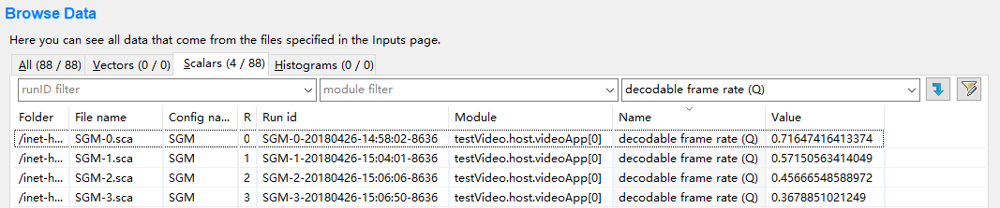 Browse Data
Here you can see all data that come from the files specified in the Inputs page.
All (88 / 88) Vectors (0 / 0) Scalars (4 / 88) Histograms (0 / 0)
runID filter module filter decodable frame rate (Q)
Folder File name Config na... R Run id Module Name Value
/inet-h... SGM-0.sca SGM 0 SGM-0-20180426-14:58:02-8636 testVideo.host.videoApp[0] decodable frame rate (Q) 0.71647416413374
/inet-h... SGM-1.sca SGM 1 SGM-1-20180426-15:04:01-8636 testVideo.host.videoApp[0] decodable frame rate (Q) 0.57150563414049
/inet-h... SGM-2.sca SGM 2 SGM-2-20180426-15:06:06-8636 testVideo.host.videoApp[0] decodable frame rate (Q) 0.45666548588972
/inet-h... SGM-3.sca SGM 3 SGM-3-20180426-15:06:50-8636 testVideo.host.videoApp[0] decodable frame rate (Q) 0.3678851021249